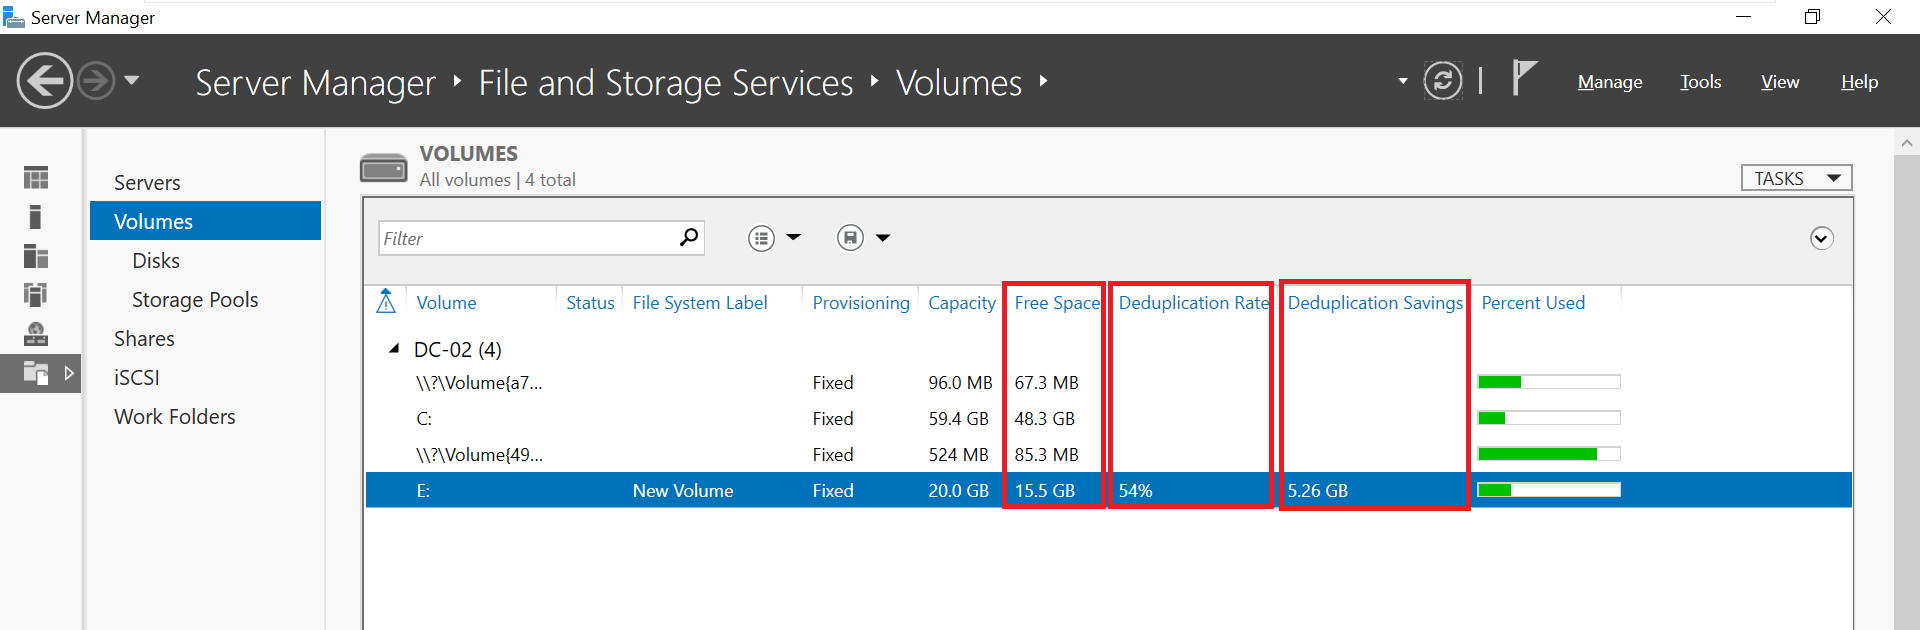 Server Manager
Server Manager File and Storage Services Volumes
Manage Tools View Help
Servers
Volumes
Disks
Storage Pools
Shares
iSCSI
Work Folders
VOLUMES
All volumes | 4 total
TASKS
Filter
Volume Status File System Label Provisioning Capacity Free Space Deduplication Rate Deduplication Savings Percent Used
DC-02 (4)
\\?\Volume{a7... Fixed 96.0 MB 67.3 MB
C: Fixed 59.4 GB 48.3 GB
\\?\Volume{49... Fixed 524 MB 85.3 MB
E: New Volume Fixed 20.0 GB 15.5 GB 54% 5.26 GB